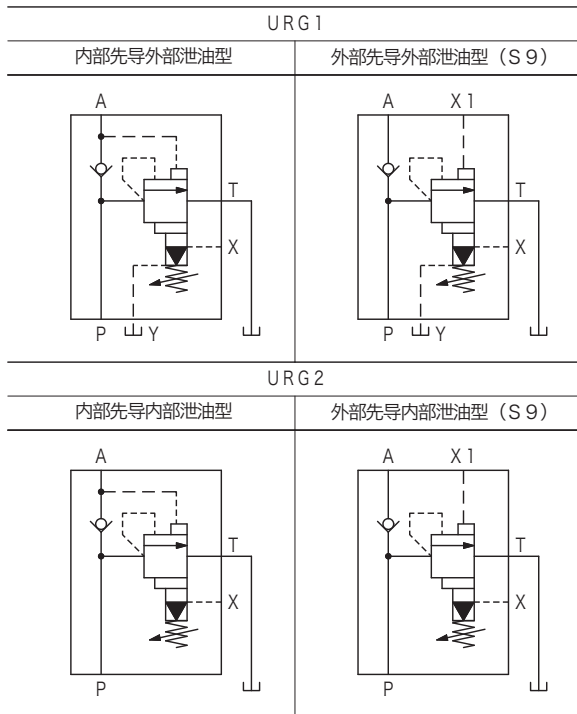 URG1
内部先导外部泄油型
外部先导外部泄油型（S9）
A
T
X
P
Y
A
X1
T
X
P
Y
URG2
内部先导内部泄油型
外部先导内部泄油型（S9）
A
T
X
P
A
X1
T
X
P